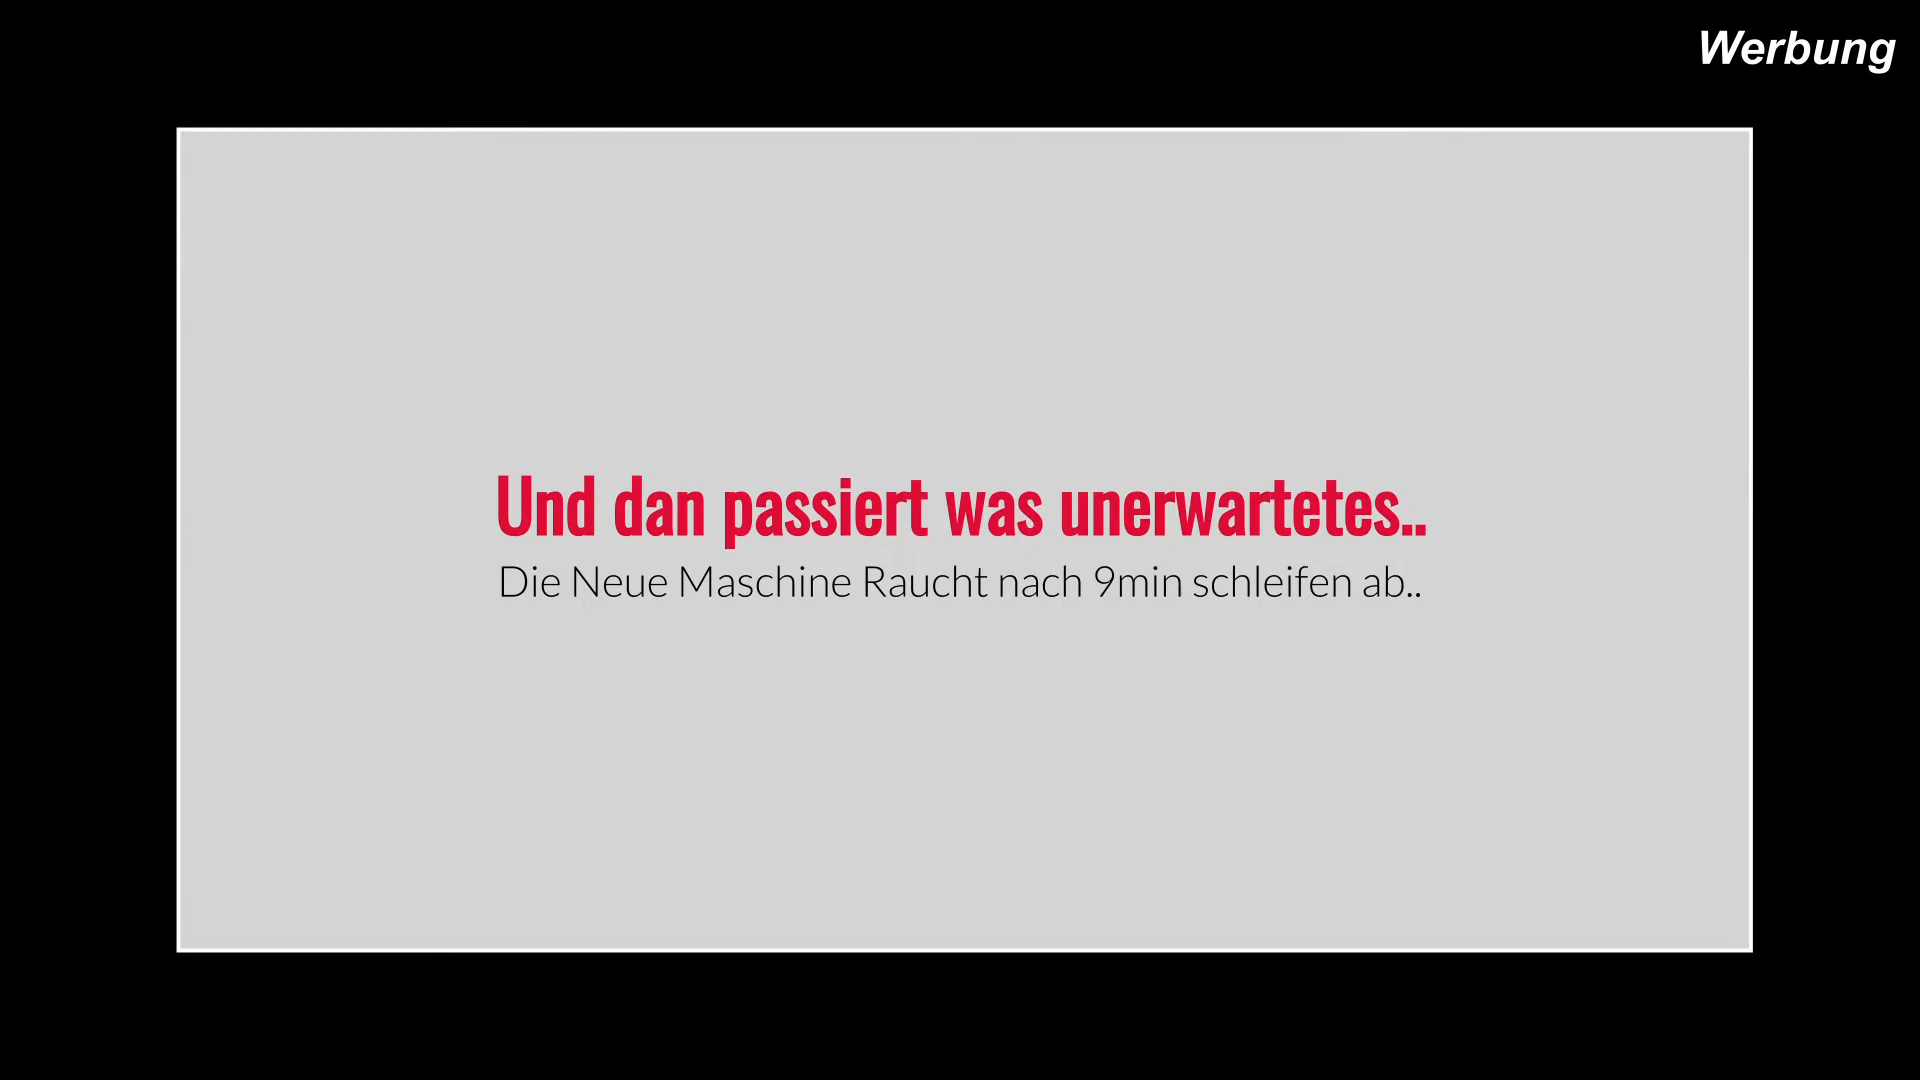 Werbung
Und dan passiert was unerwartetes..
Die Neue Maschine Raucht nach 9min schleifen ab..